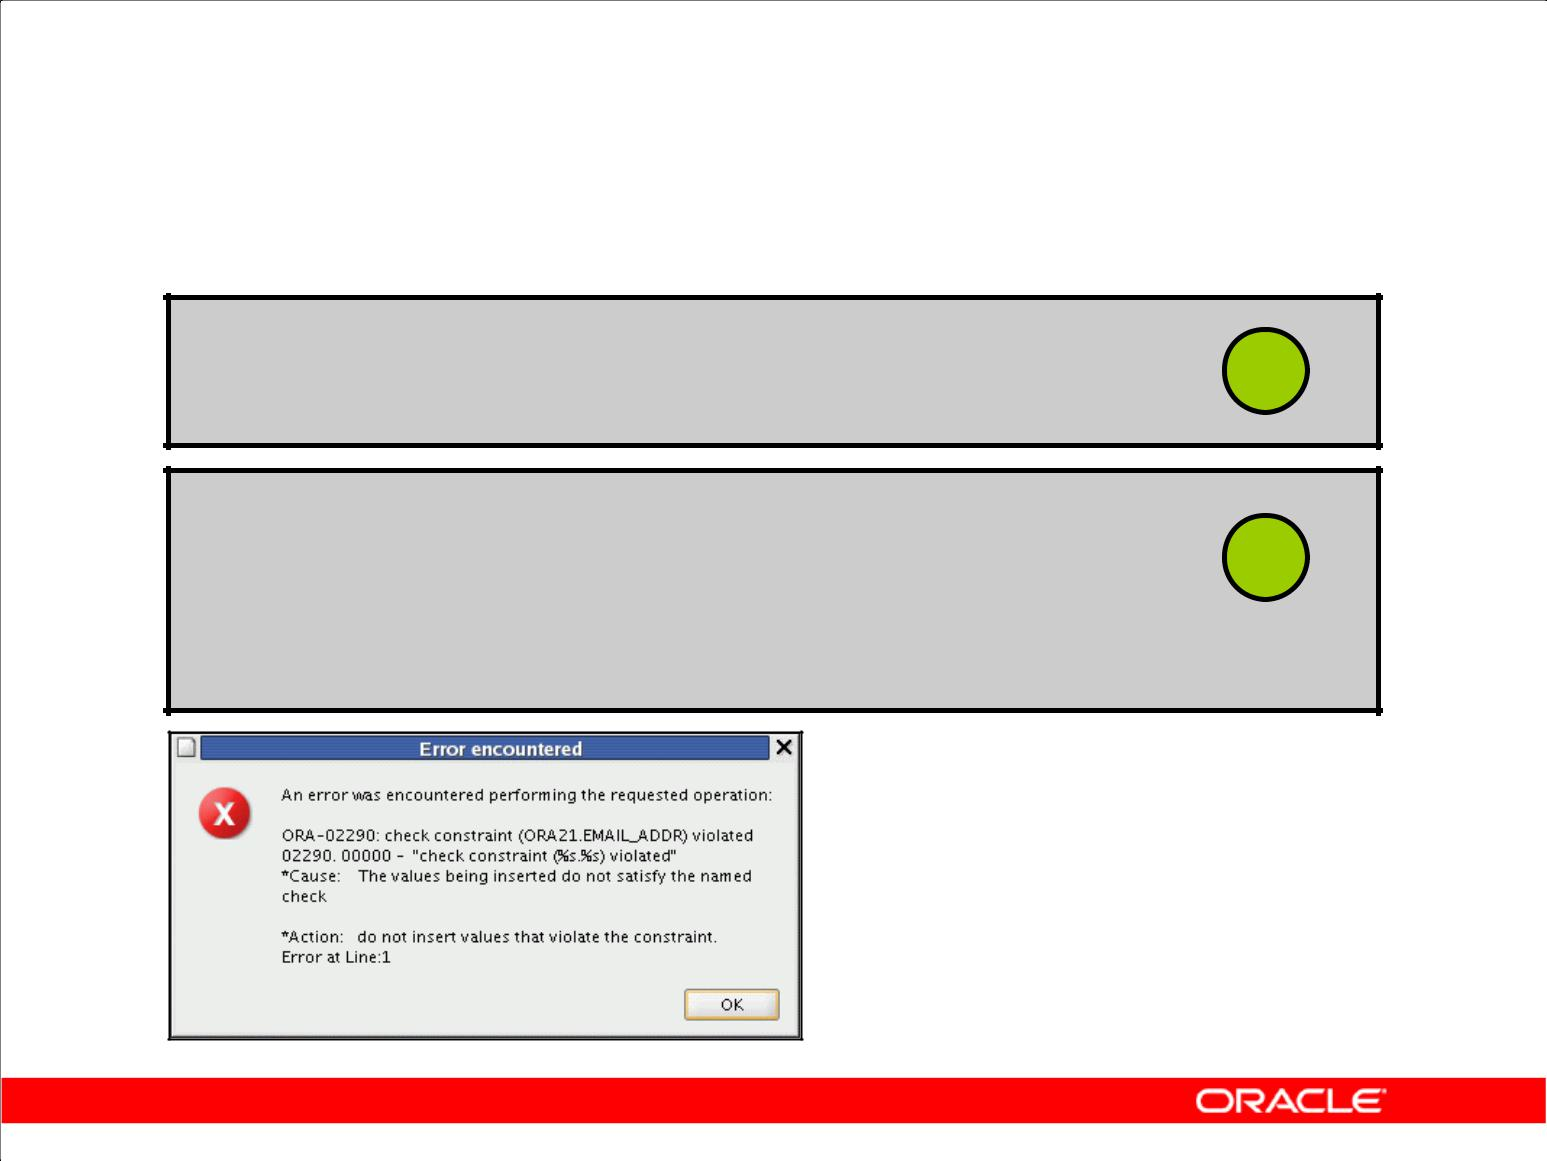 Error encountered
X
An error was encountered performing the requested operation:
ORA-02290: check constraint (ORA21.EMAIL_ADDR) violated
02290. 00000 - "check constraint (%s.%s) violated"
*Cause: The values being inserted do not satisfy the named
check
*Action: do not insert values that violate the constraint.
Error at Line:1
OK
ORACLE